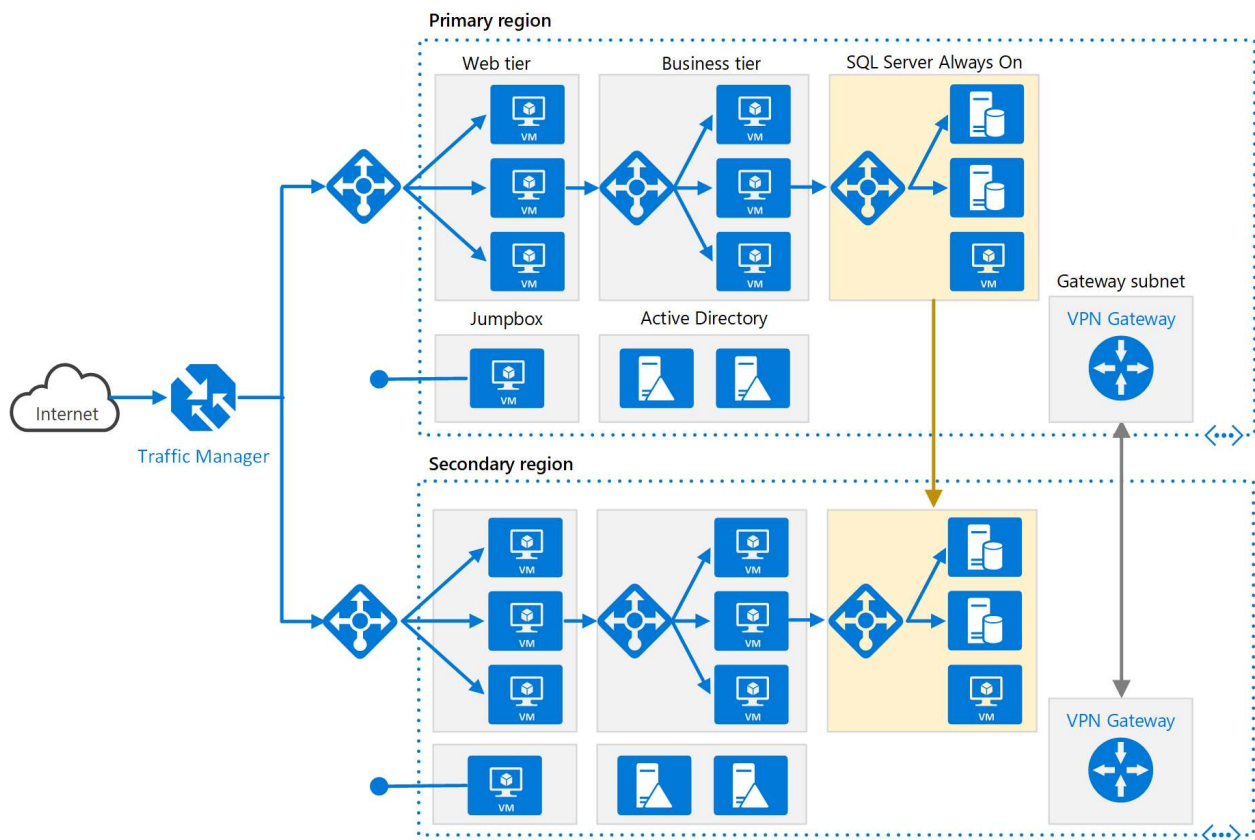 Primary region
Web tier
Business tier
SQL Server Always On
VM
VM
VM
VM
VM
VM
VM
Gateway subnet
VPN Gateway
Jumpbox
Active Directory
VM
Internet
Traffic Manager
Secondary region
VM
VM
VM
VM
VM
VM
VM
VPN Gateway
VM